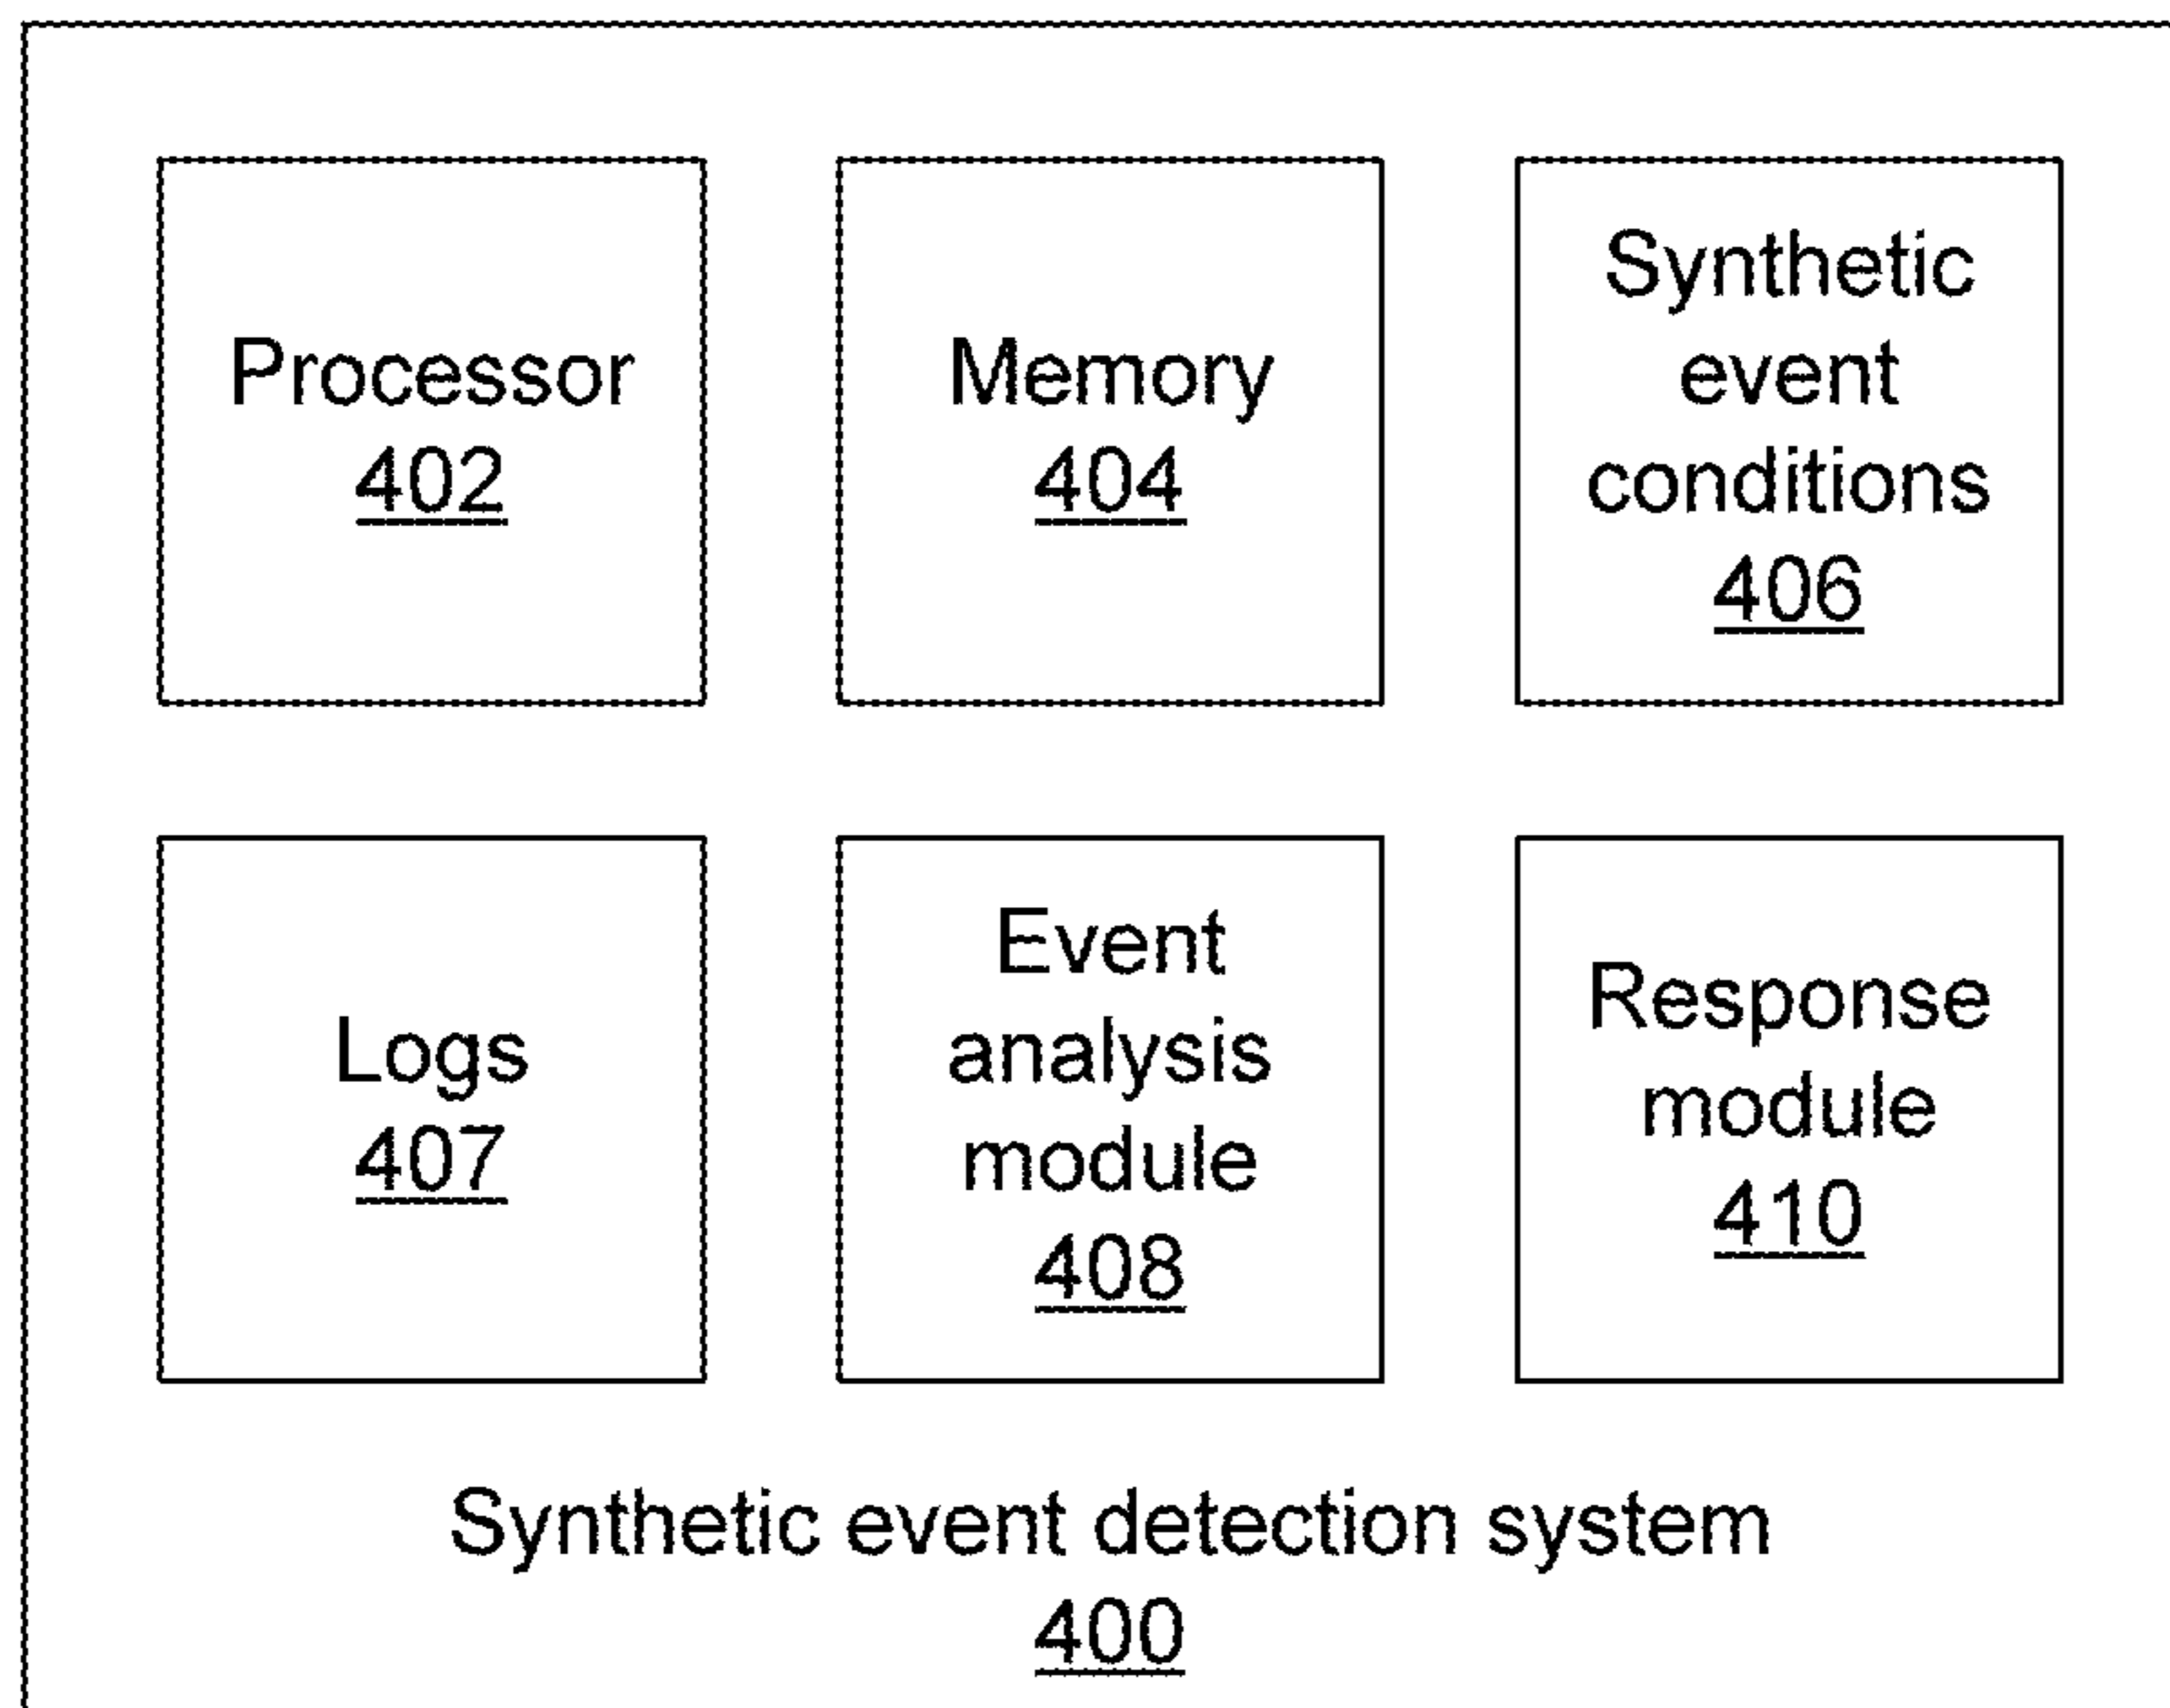 Processor
402
Memory
404
Synthetic
event
conditions
406
Logs
407
Event
analysis
module
408
Response
module
410
Synthetic event detection system
400